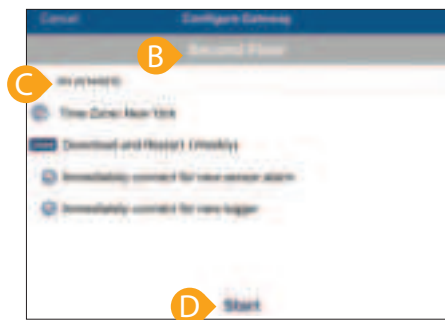 Cancel Configure Gateway
B Second Floor
C
Time Zone: New York
Download and Restart (Weekly)
Immediately connect for new sensor alarm
Immediately connect for new logger
D Start